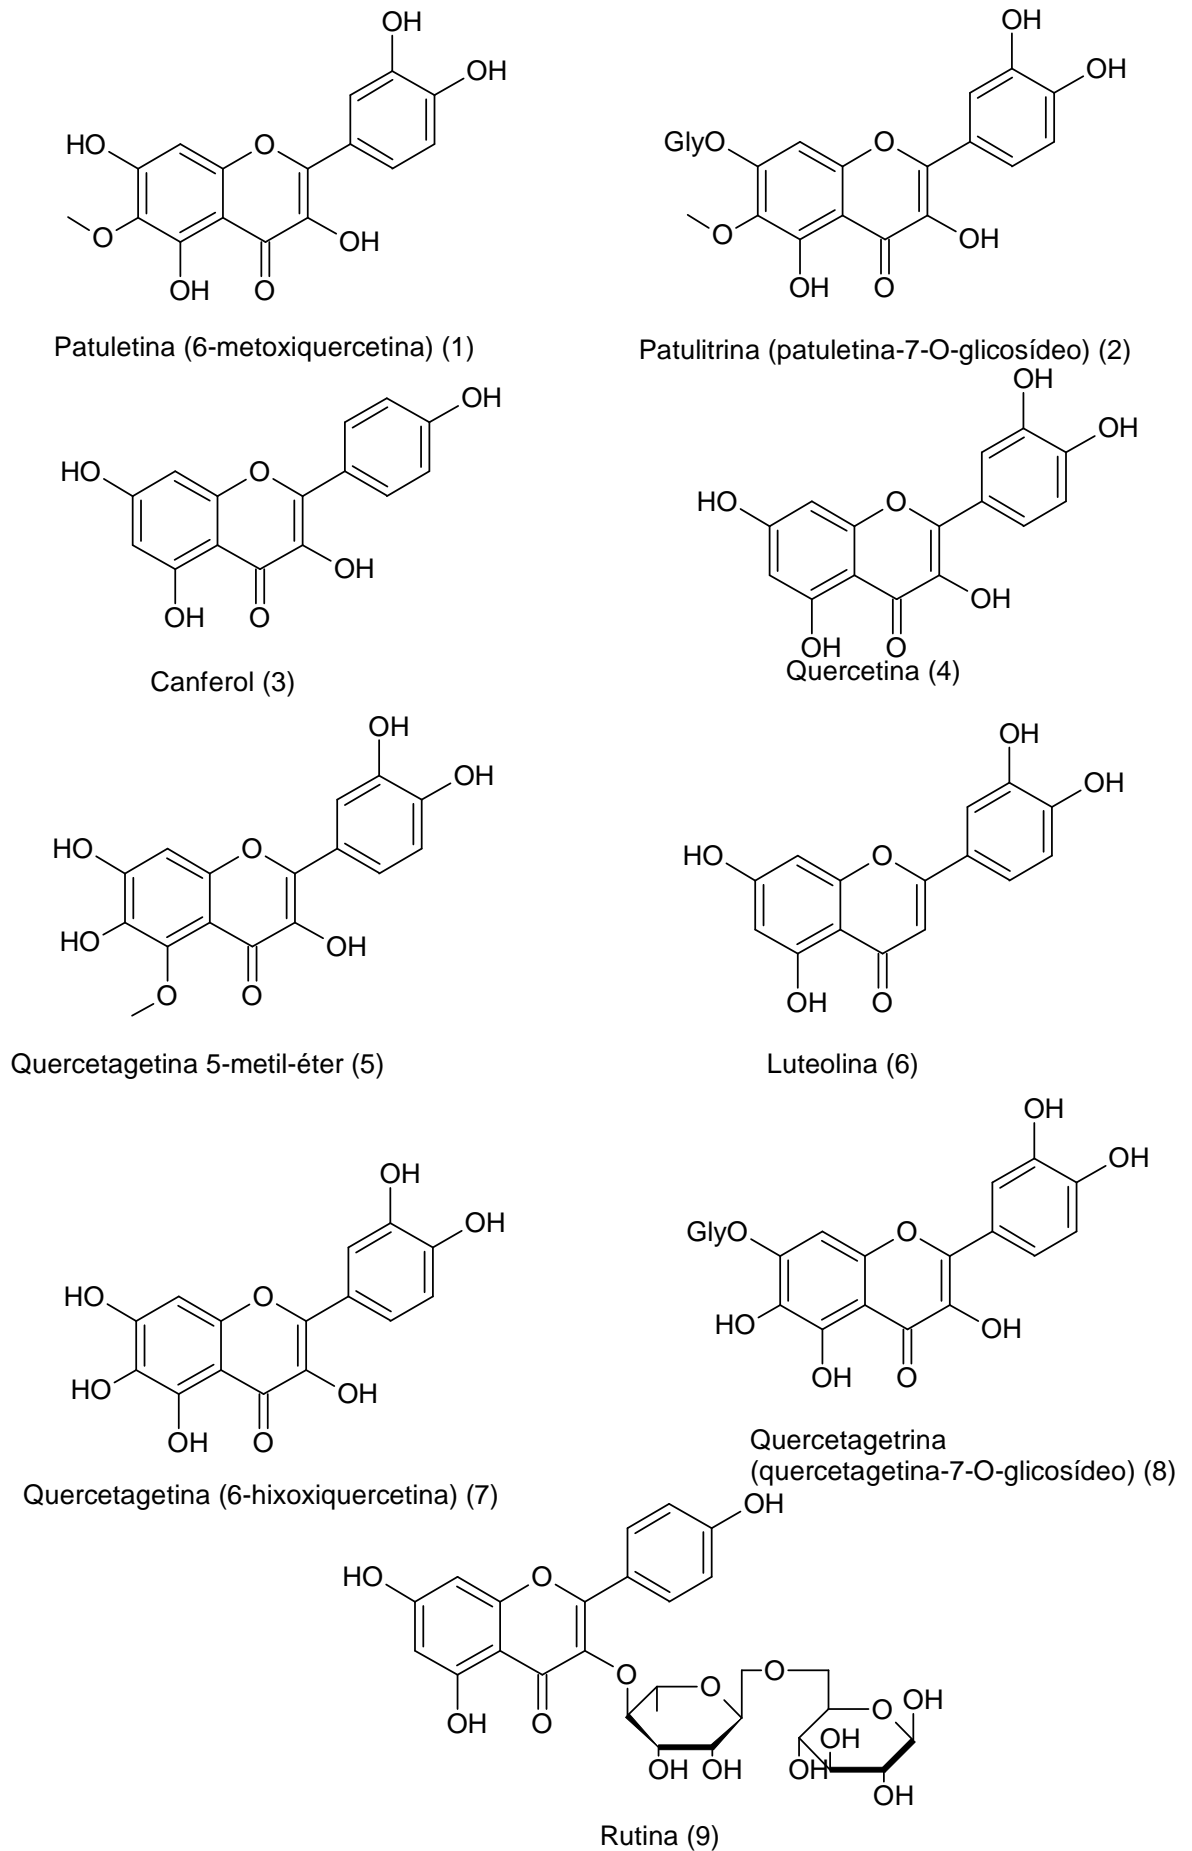 OH
OH
HO
O
O
OH
OH
O
Patuletina (6-metoxiquercetina) (1)
OH
OH
GlyO
O
O
OH
OH
O
Patulitrina (patuletina-7-O-glicosídeo) (2)
OH
HO
O
OH
OH
O
Canferol (3)
OH
OH
HO
O
OH
OH
O
Quercetina (4)
OH
OH
HO
O
HO
OH
O
O
Quercetagetina 5-metil-éter (5)
OH
OH
HO
O
OH
O
Luteolina (6)
OH
OH
HO
O
HO
OH
OH
O
Quercetagetina (6-hixoxiquercetina) (7)
OH
OH
GlyO
O
HO
OH
OH
O
Quercetagetrina
(quercetagetina-7-O-glicosídeo) (8)
OH
HO
O
O
O
O
O
OH
OH
OH
O
OH
OH
OH
OH
Rutina (9)